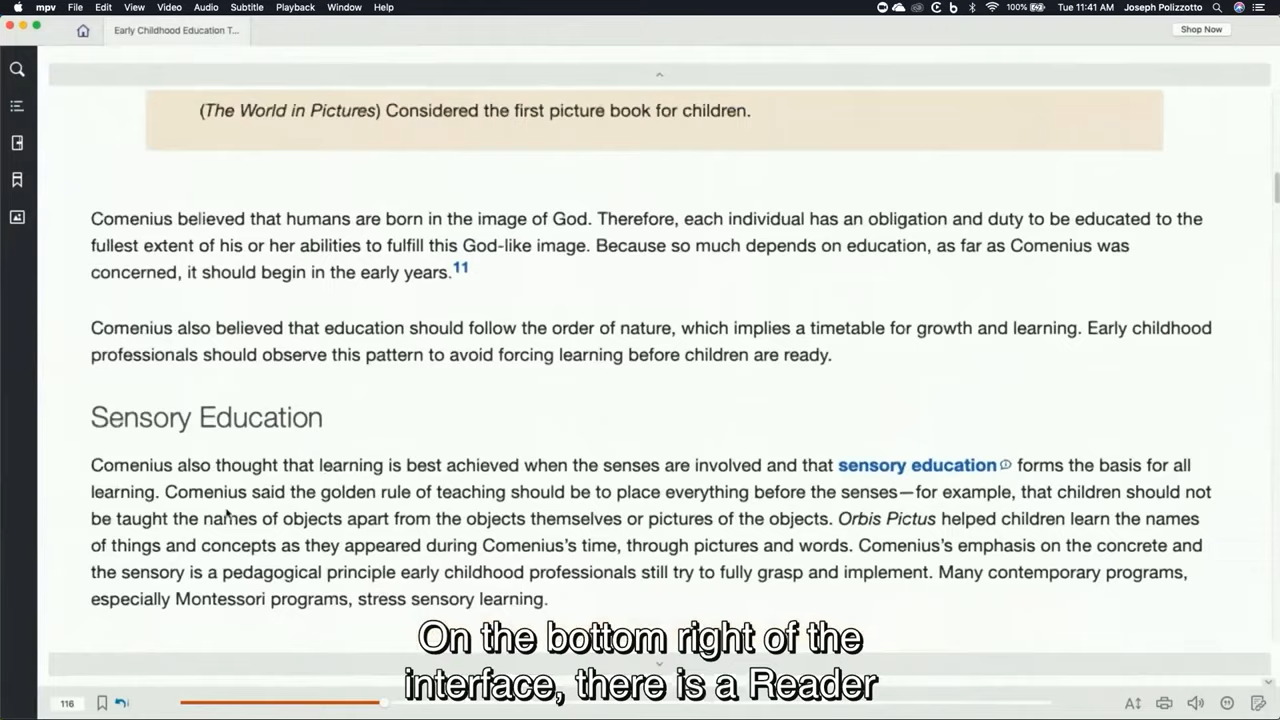 mpv File Edit View Video Audio Subtitle Playback Window Help 100% Tue 11:41 AM Joseph Polizzotto
Early Childhood Education T... Shop Now
(The World in Pictures) Considered the first picture book for children.
Comenius believed that humans are born in the image of God. Therefore, each individual has an obligation and duty to be educated to the
fullest extent of his or her abilities to fulfill this God-like image. Because so much depends on education, as far as Comenius was
concerned, it should begin in the early years.11
Comenius also believed that education should follow the order of nature, which implies a timetable for growth and learning. Early childhood
professionals should observe this pattern to avoid forcing learning before children are ready.
Sensory Education
Comenius also thought that learning is best achieved when the senses are involved and that sensory education forms the basis for all
learning. Comenius said the golden rule of teaching should be to place everything before the senses—for example, that children should not
be taught the names of objects apart from the objects themselves or pictures of the objects. Orbis Pictus helped children learn the names
of things and concepts as they appeared during Comenius's time, through pictures and words. Comenius's emphasis on the concrete and
the sensory is a pedagogical principle early childhood professionals still try to fully grasp and implement. Many contemporary programs,
especially Montessori programs, stress sensory learning.
On the bottom right of the
interface, there is a Reader
116